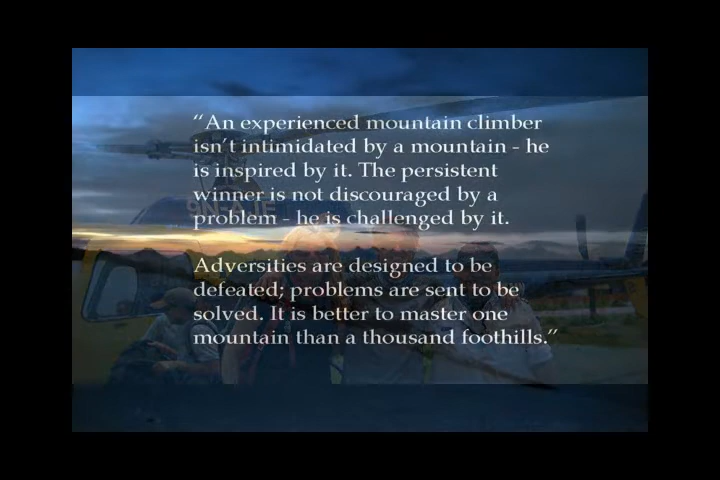 “An experienced mountain climber
isn’t intimidated by a mountain - he
is inspired by it. The persistent
winner is not discouraged by a
problem - he is challenged by it.
Adversities are designed to be
defeated; problems are sent to be
solved. It is better to master one
mountain than a thousand foothills.”
9N-AJE